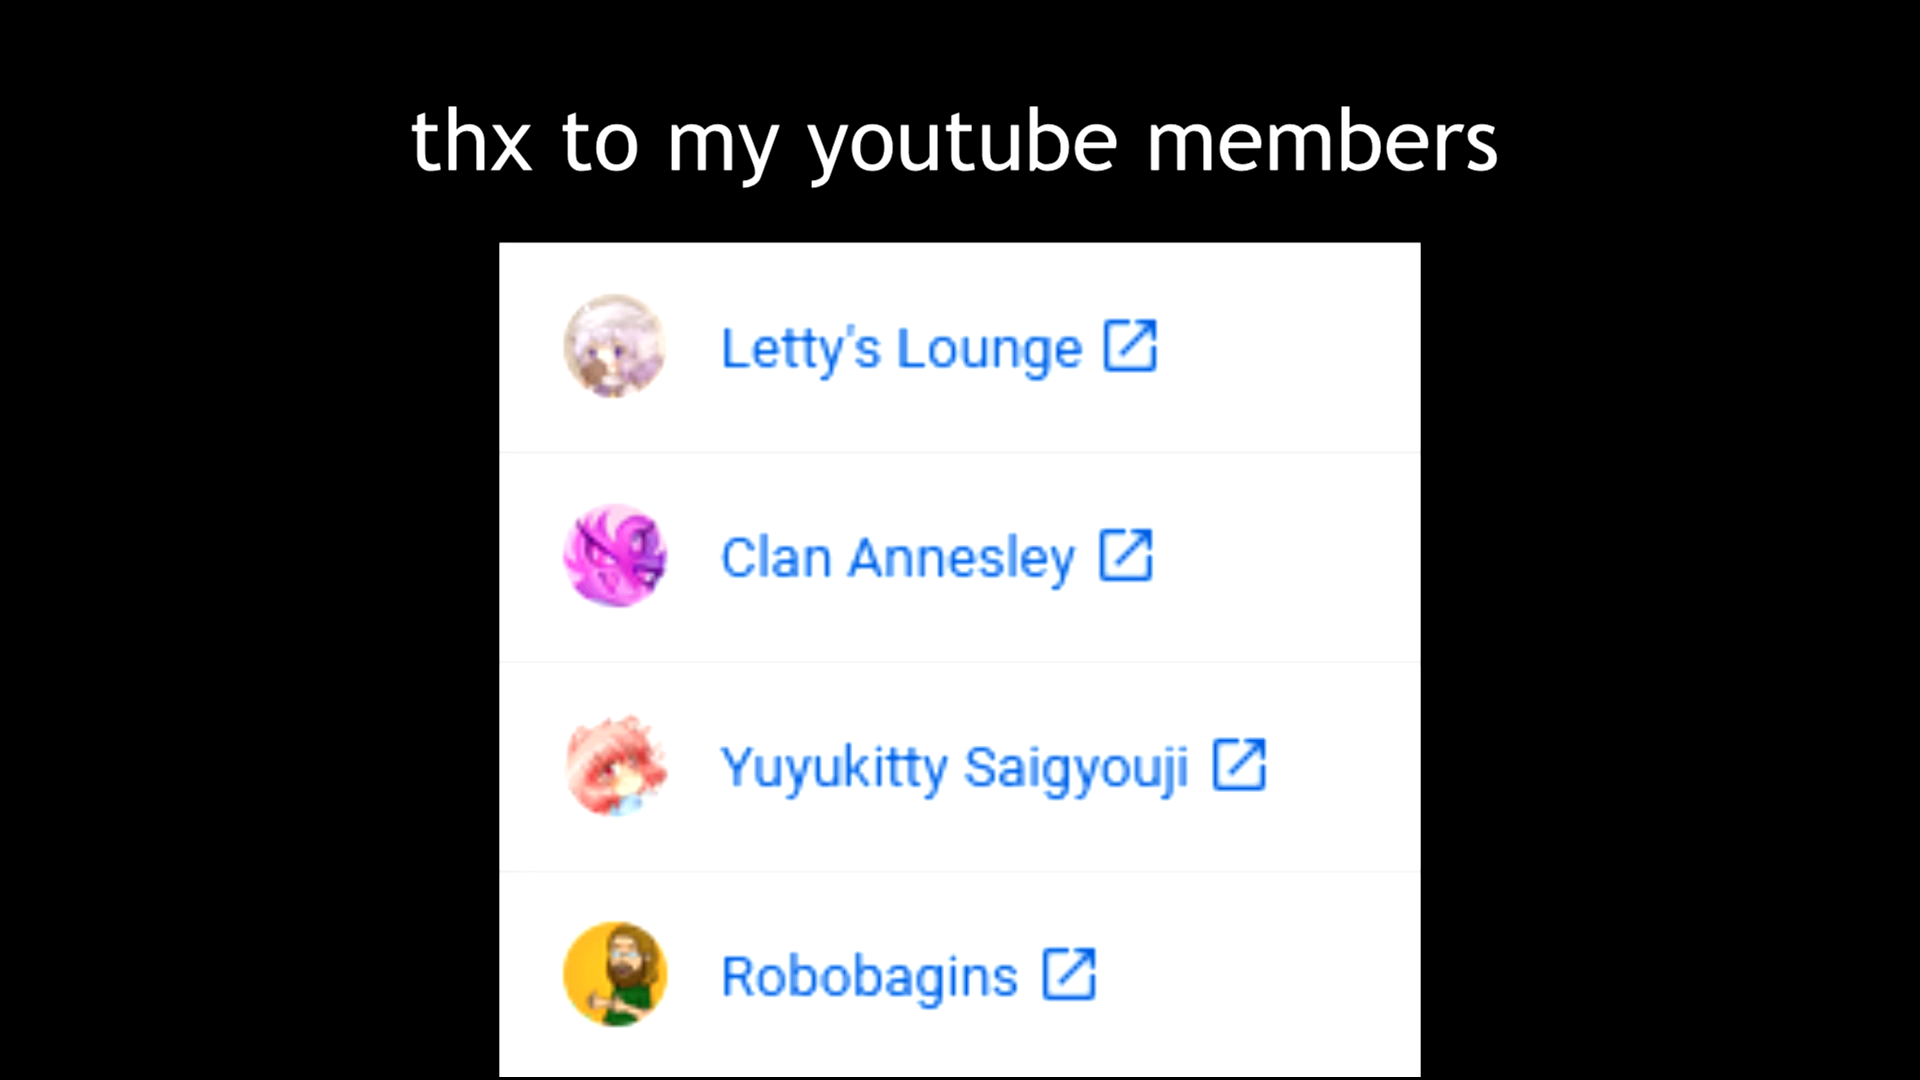 thx to my youtube members
Letty's Lounge
Clan Annesley
Yuyukitty Saigyouji
Robobagins